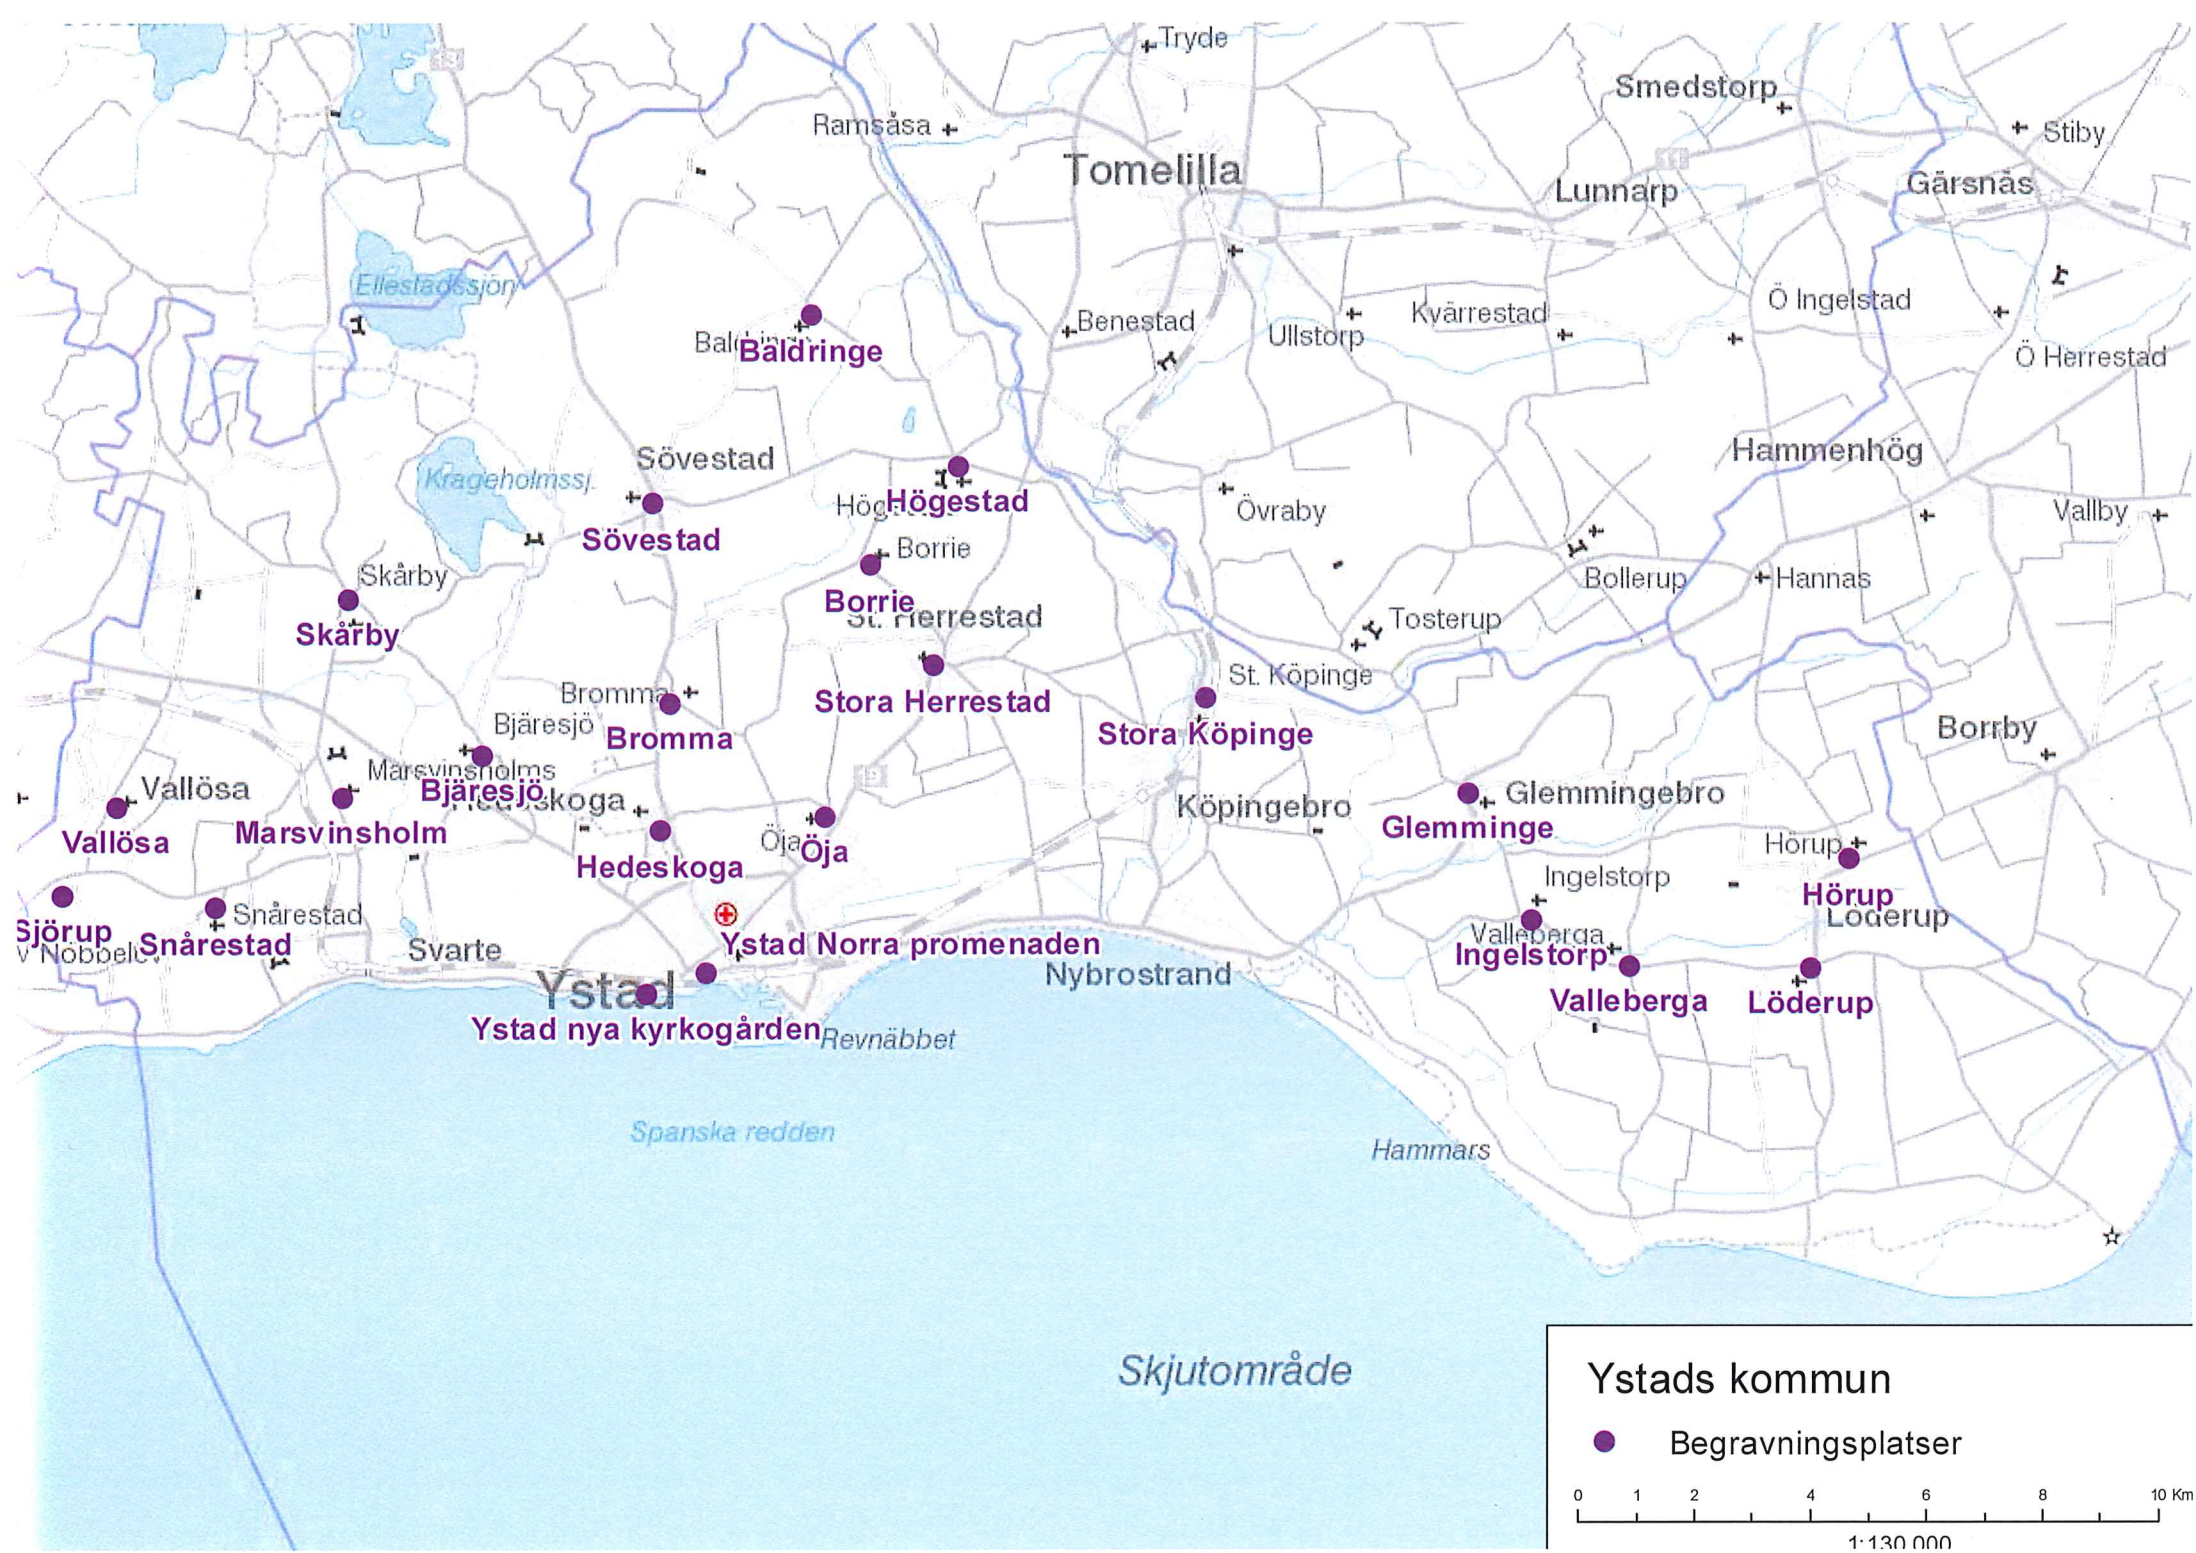 Tryde
Smedstorp
Ramsåsa
Stiby
Tomelilla
Lunnarp
Gärsnäs
Ellestadssjön
Ö Ingelstad
Kvärrestad
Benestad
Ullstorp
Baldringe
Ö Herrestad
Hammenhög
Sövestad
Krageholmssj.
Högestad
Övraby
Vallby
Sövestad
Borrie
Skårby
Bollerup
Hannas
Borrie
St. Herrestad
Tosterup
Skårby
St. Köpinge
Bromma
Stora Herrestad
Bjäresjö
Borrby
Bromma
Stora Köpinge
Marsvinsholms
Vallösa
Bjäresjö
Hedeskoga
Köpingebro
Glemmingebro
Glemminge
Marsvinsholm
Vallösa
Öja
Öja
Hörup
Hedeskoga
Ingelstorp
Hörup
Snårestad
Löderup
Sjörup
Valleberga
Snårestad
Ystad Norra promenaden
Svarte
Ingelstorp
Nybrostrand
Ystad
Valleberga
Löderup
Ystad nya kyrkogården
Revnäbbet
Spanska redden
Hammars
Skjutområde
Ystads kommun
Begravningsplatser
0 1 2 4 6 8 10 Km
1:130 000